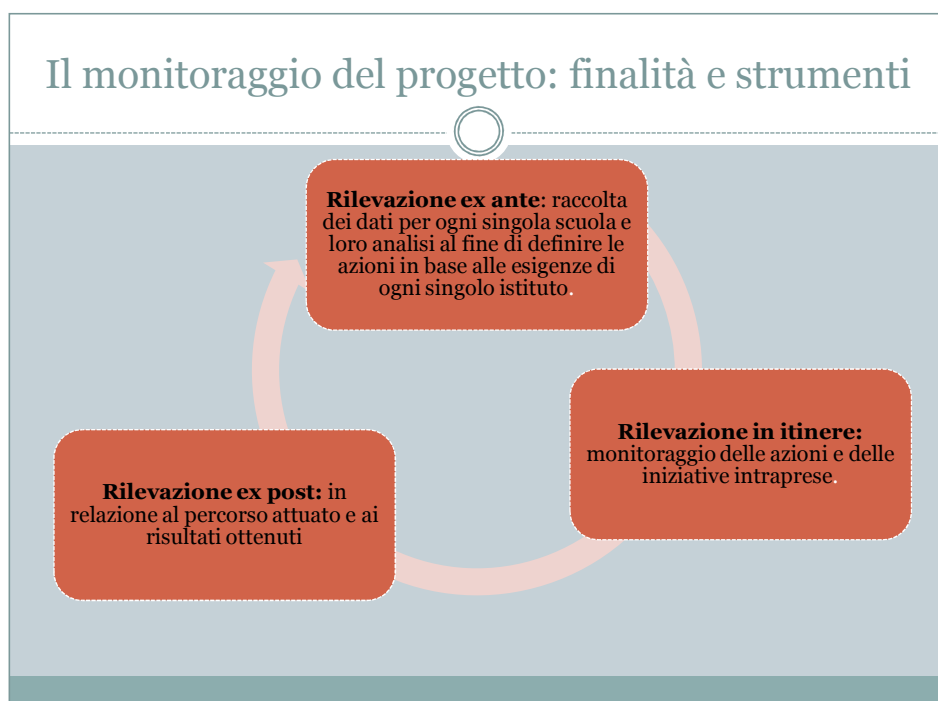 Il monitoraggio del progetto: finalità e strumenti
Rilevazione ex ante: raccolta
dei dati per ogni singola scuola e
loro analisi al fine di definire le
azioni in base alle esigenze di
ogni singolo istituto.
Rilevazione in itinere:
monitoraggio delle azioni e delle
iniziative intraprese.
Rilevazione ex post: in
relazione al percorso attuato e ai
risultati ottenuti